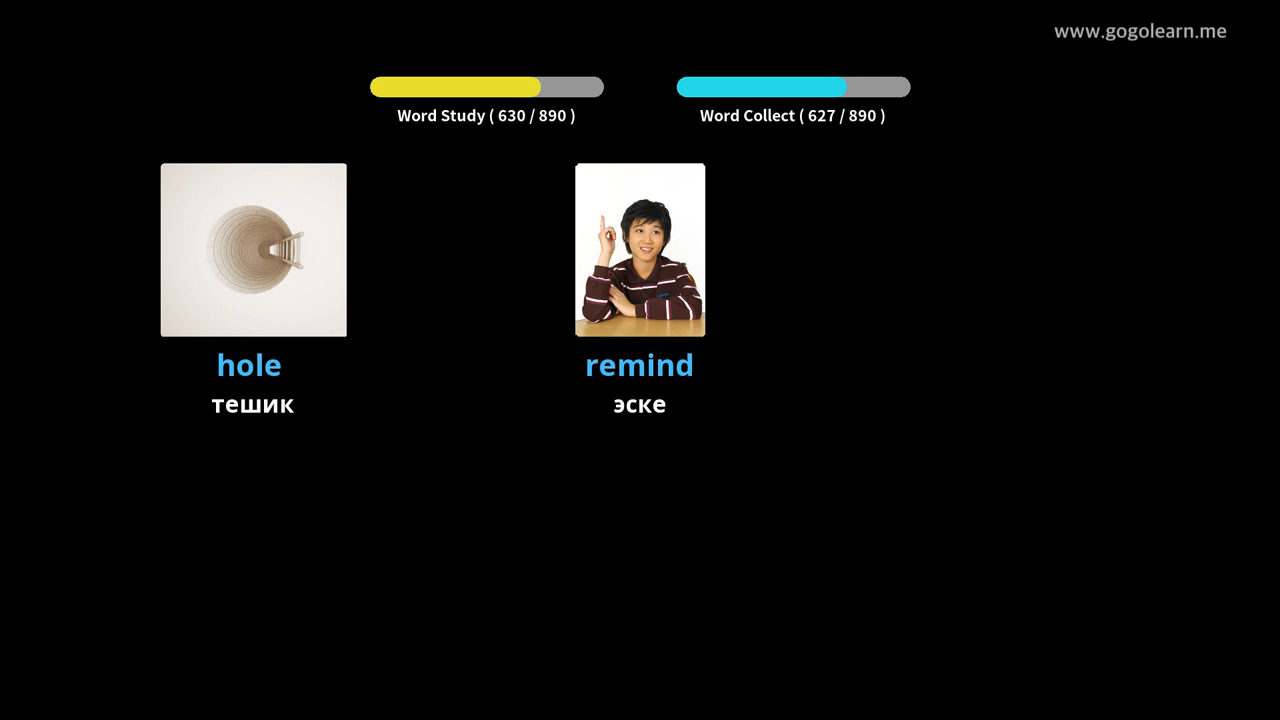 www.gogolearn.me
Word Study ( 630 / 890 )
Word Collect ( 627 / 890 )
hole
remind
тешик
эске